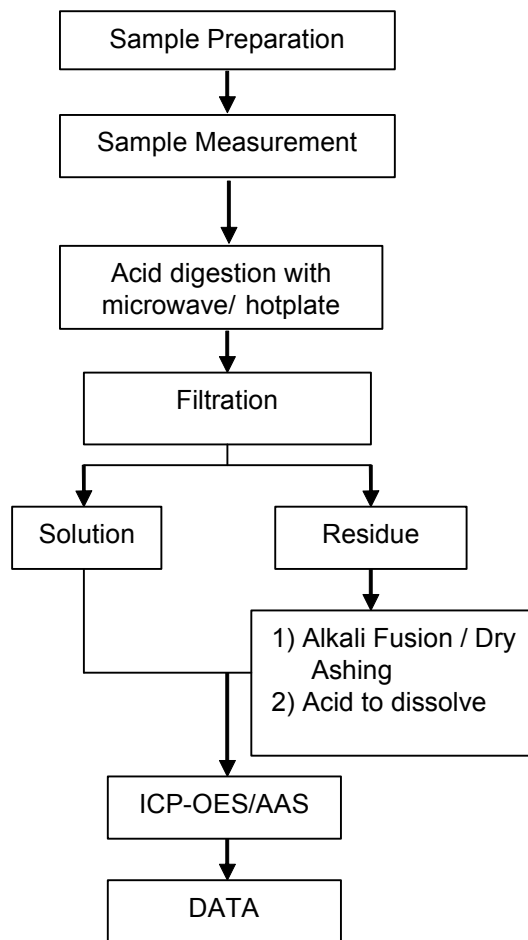 Sample Preparation
Sample Measurement
Acid digestion with
microwave/ hotplate
Filtration
Solution
Residue
1) Alkali Fusion / Dry
Ashing
2) Acid to dissolve
ICP-OES/AAS
DATA